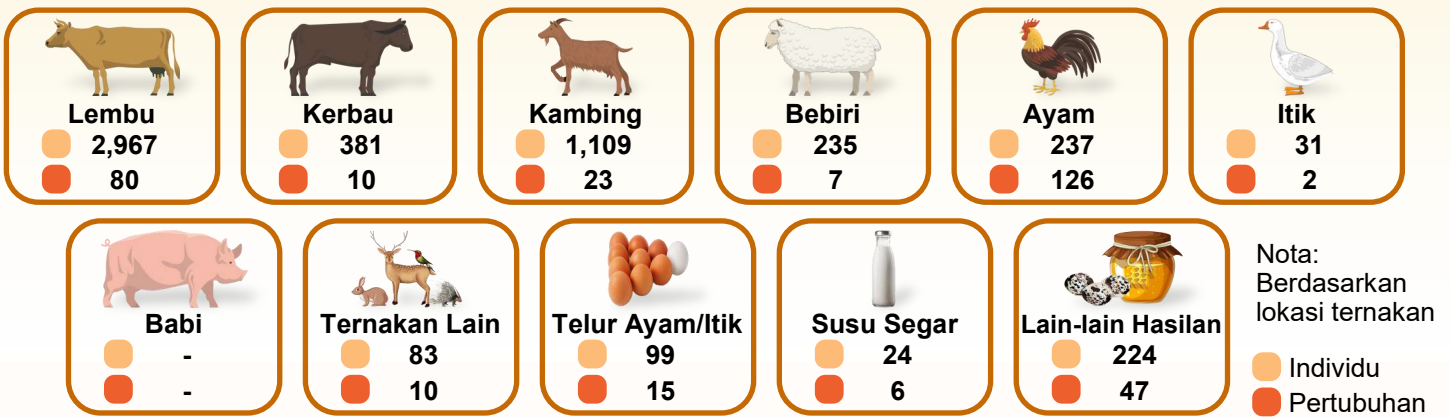 Lembu
2,967
80
Kerbau
381
10
Kambing
1,109
23
Bebiri
235
7
Ayam
237
126
Itik
31
2
Babi
-
-
Ternakan Lain
83
10
Telur Ayam/Itik
99
15
Susu Segar
24
6
Lain-lain Hasilan
224
47
Nota:
Berdasarkan
lokasi ternakan
Individu
Pertubuhan